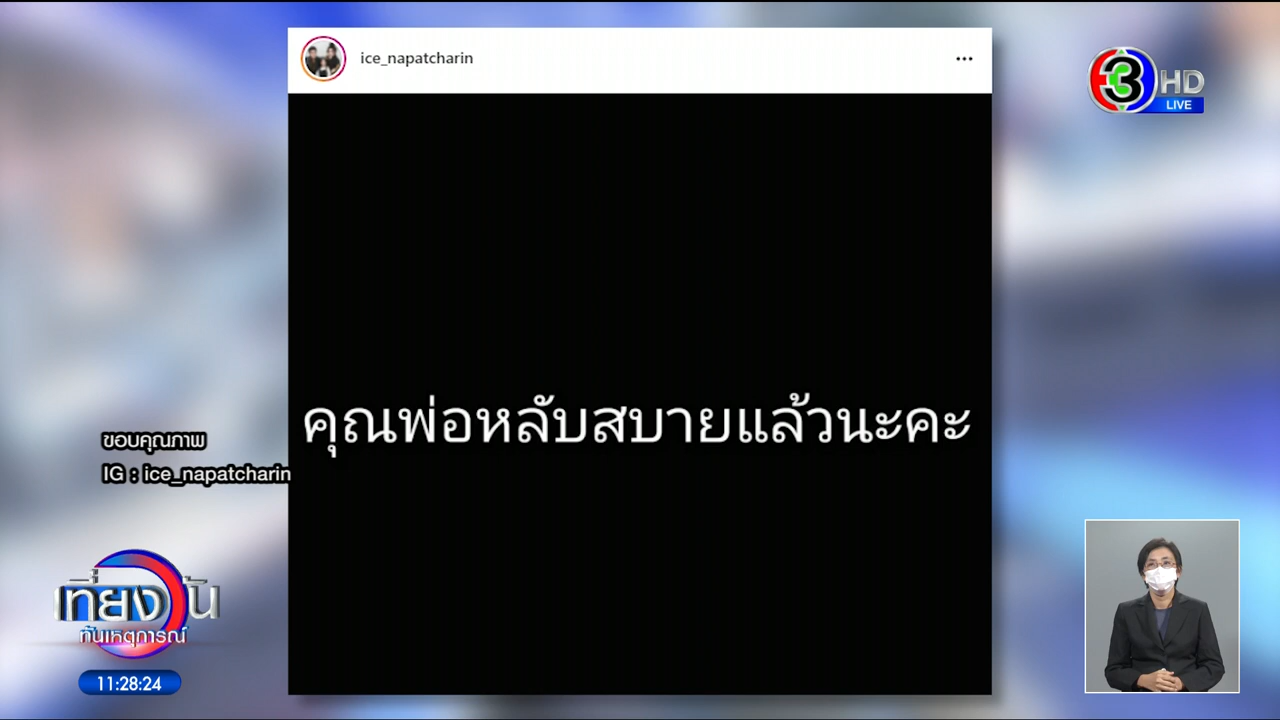 ice_napatcharin
3 HD
LIVE
คุณพ่อหลับสบายแล้วนะคะ
ขอบคุณภาพ
IG : ice_napatcharin
เที่ยงวัน
ทันเหตุการณ์
11:28:24